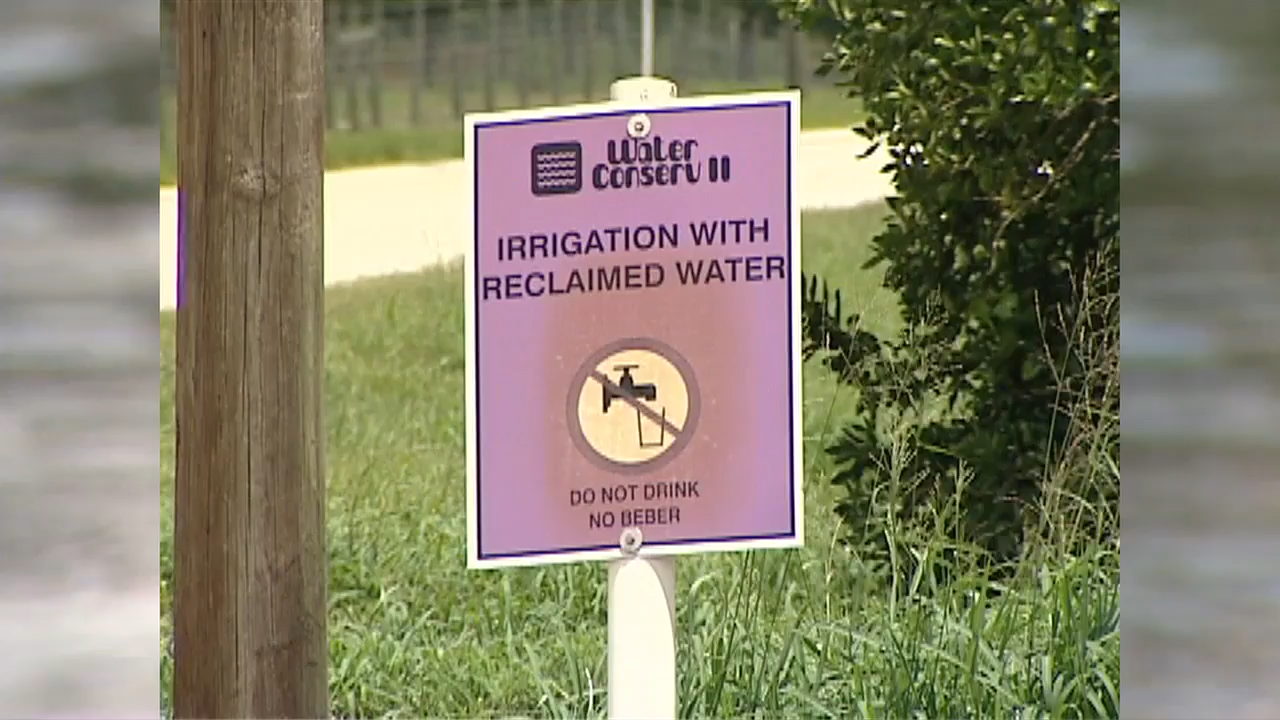 Water
Conserv II
IRRIGATION WITH
RECLAIMED WATER
DO NOT DRINK
NO BEBER